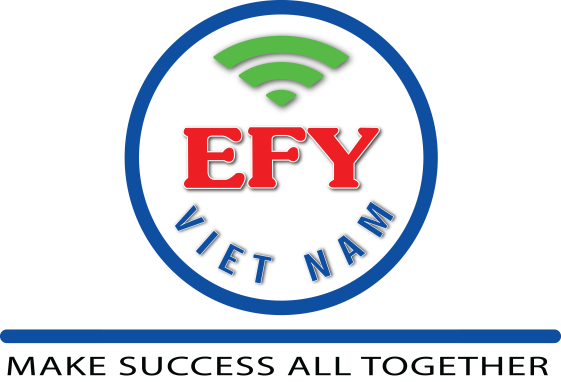 EFY
VIET NAM
MAKE SUCCESS ALL TOGETHER